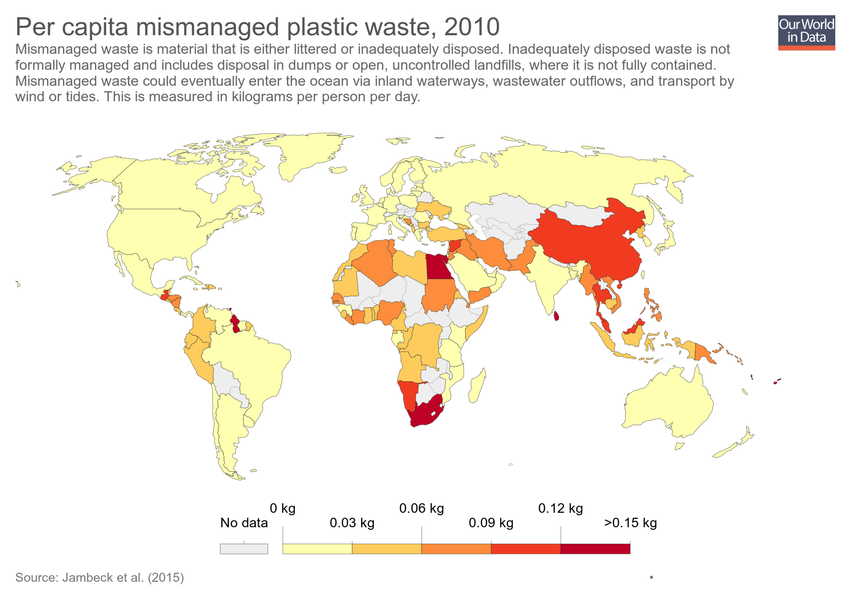 Per capita mismanaged plastic waste, 2010
Our World
in Data
Mismanaged waste is material that is either littered or inadequately disposed. Inadequately disposed waste is not
formally managed and includes disposal in dumps or open, uncontrolled landfills, where it is not fully contained.
Mismanaged waste could eventually enter the ocean via inland waterways, wastewater outflows, and transport by
wind or tides. This is measured in kilograms per person per day.
0 kg
0.06 kg
0.12 kg
No data
0.03 kg
0.09 kg
>0.15 kg
Source: Jambeck et al. (2015)